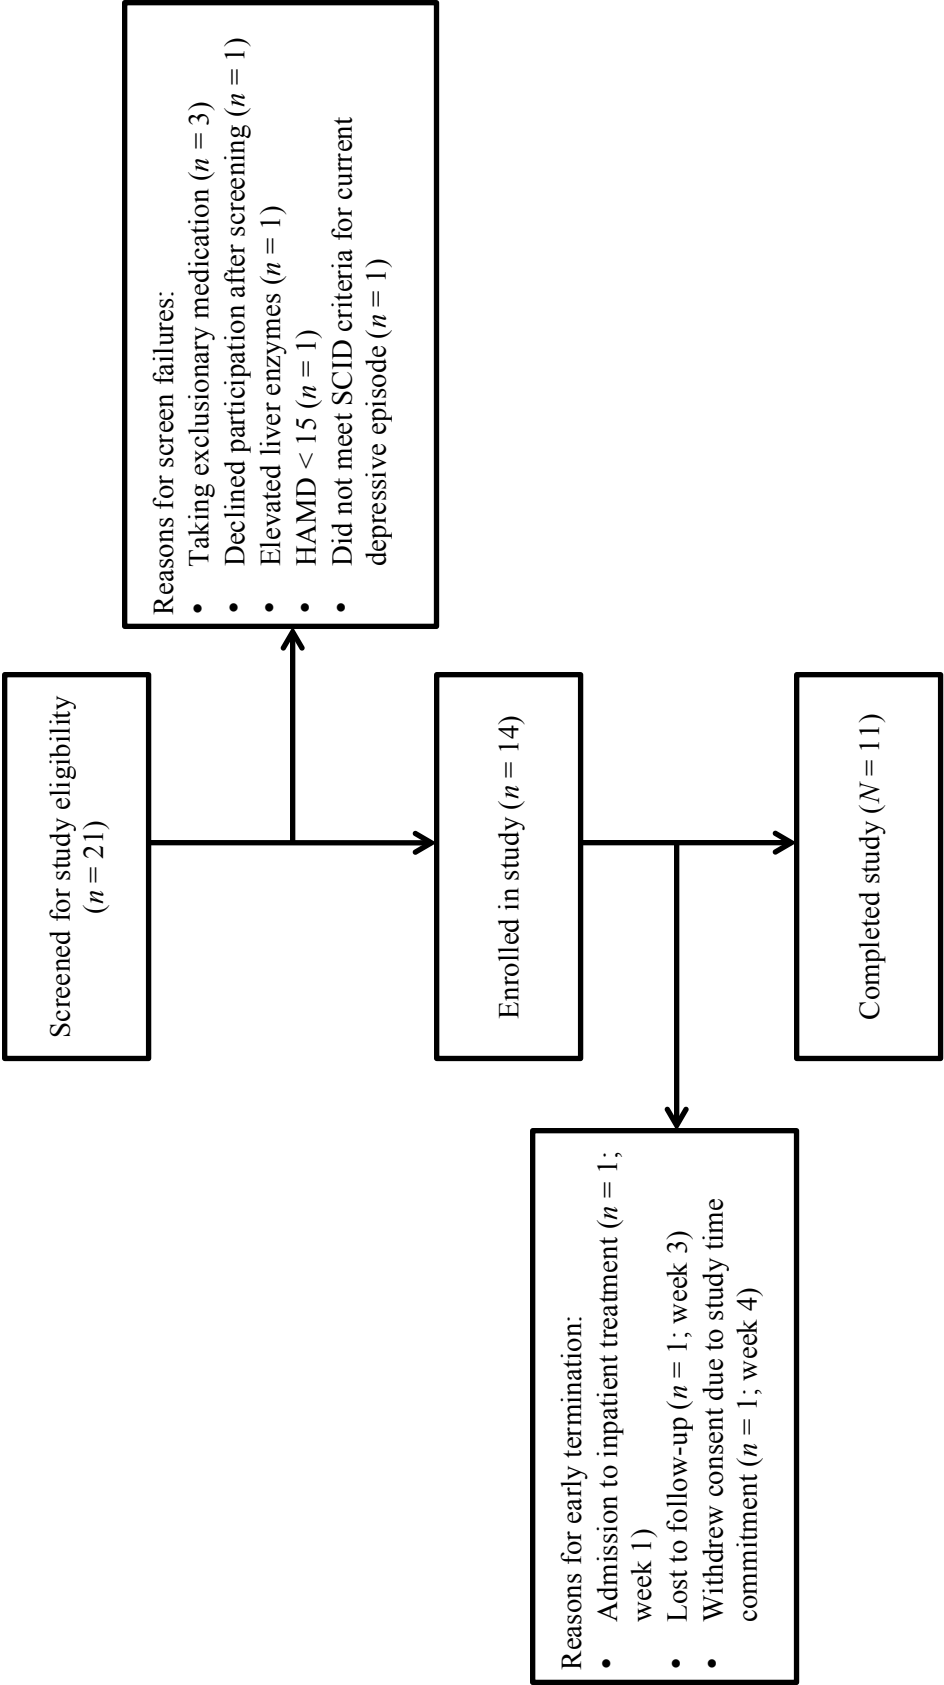 Screened for study eligibility
(n = 21)
Reasons for screen failures:
• Taking exclusionary medication (n = 3)
• Declined participation after screening (n = 1)
• Elevated liver enzymes (n = 1)
• HAMD < 15 (n = 1)
• Did not meet SCID criteria for current
depressive episode (n = 1)
Enrolled in study (n = 14)
Reasons for early termination:
• Admission to inpatient treatment (n = 1;
week 1)
• Lost to follow-up (n = 1; week 3)
• Withdrew consent due to study time
commitment (n = 1; week 4)
Completed study (N = 11)